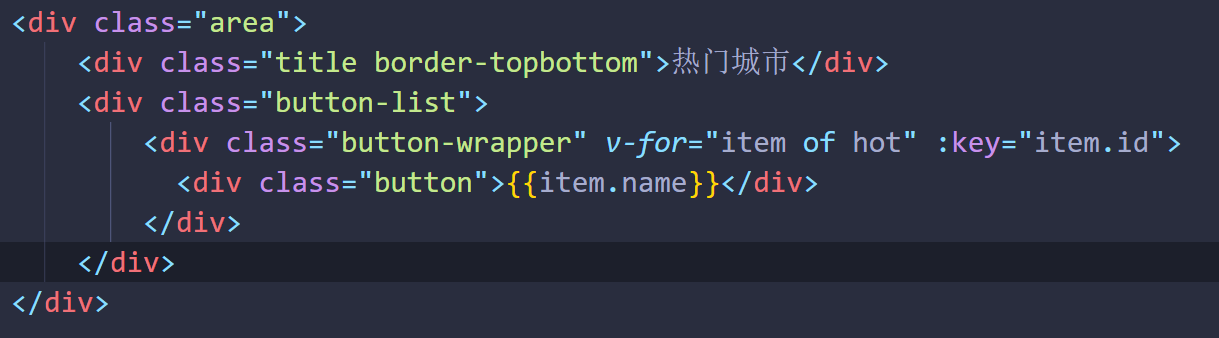 <div class="area">
    <div class="title border-topbottom">热门城市</div>
    <div class="button-list">
        <div class="button-wrapper" v-for="item of hot" :key="item.id">
          <div class="button">{{item.name}}</div>
        </div>
    </div>
</div>